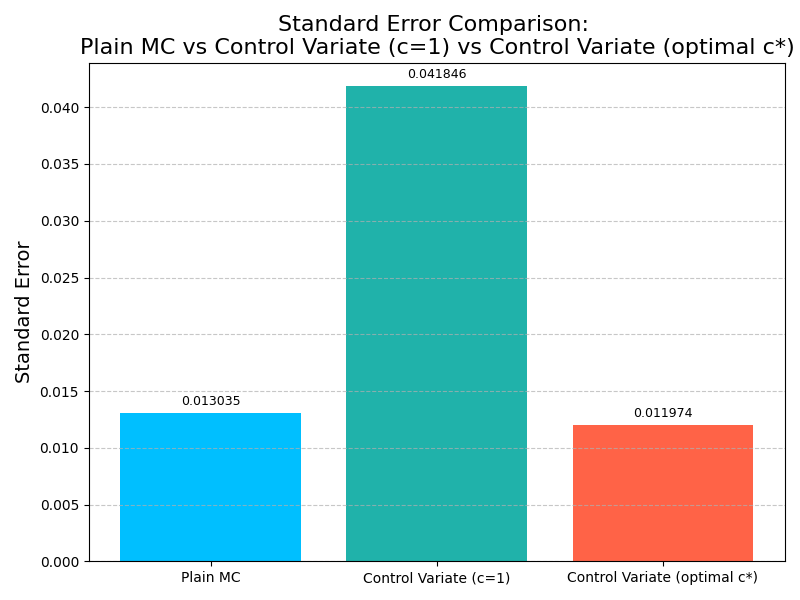 Standard Error Comparison:
Plain MC vs Control Variate (c=1) vs Control Variate (optimal c*)
Standard Error
0.040
0.035
0.030
0.025
0.020
0.015
0.010
0.005
0.000
0.013035
0.041846
0.011974
Plain MC
Control Variate (c=1)
Control Variate (optimal c*)